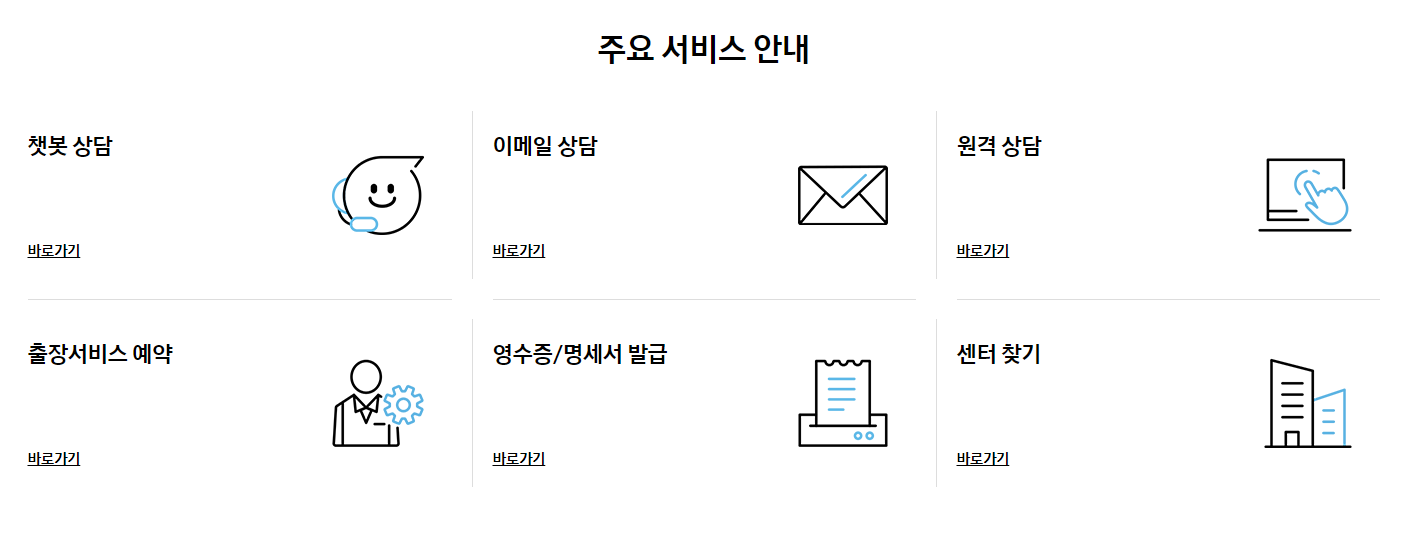 주요 서비스 안내
챗봇 상담
바로가기
이메일 상담
바로가기
원격 상담
바로가기
출장서비스 예약
바로가기
영수증/명세서 발급
바로가기
센터 찾기
바로가기